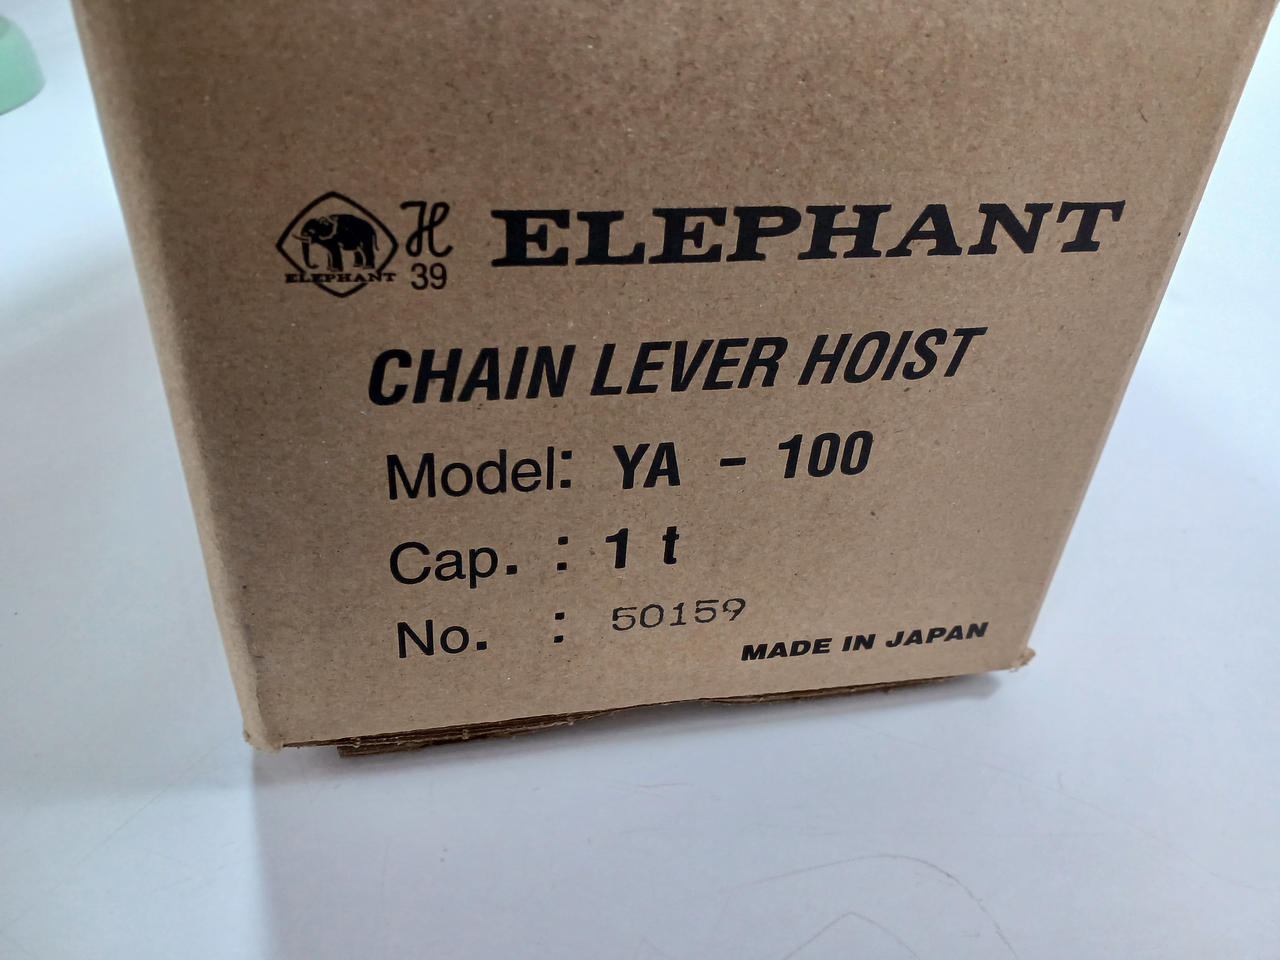 ELEPHANT
H
39
ELEPHANT
CHAIN LEVER HOIST
Model: YA - 100
Cap. : 1 t
No. : 50159
MADE IN JAPAN